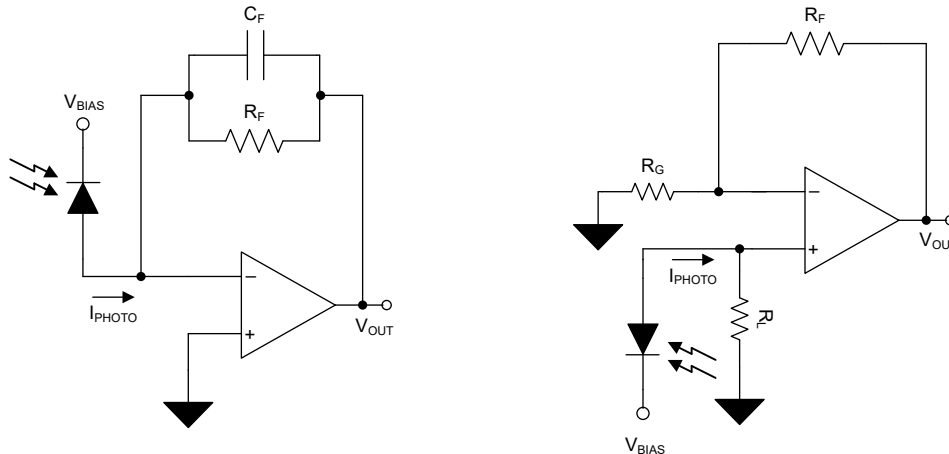 C_F
R_F
V_BIAS
−
+
I_PHOTO
V_OUT
R_F
R_G
−
+
V_OU
I_PHOTO
R_L
V_BIAS